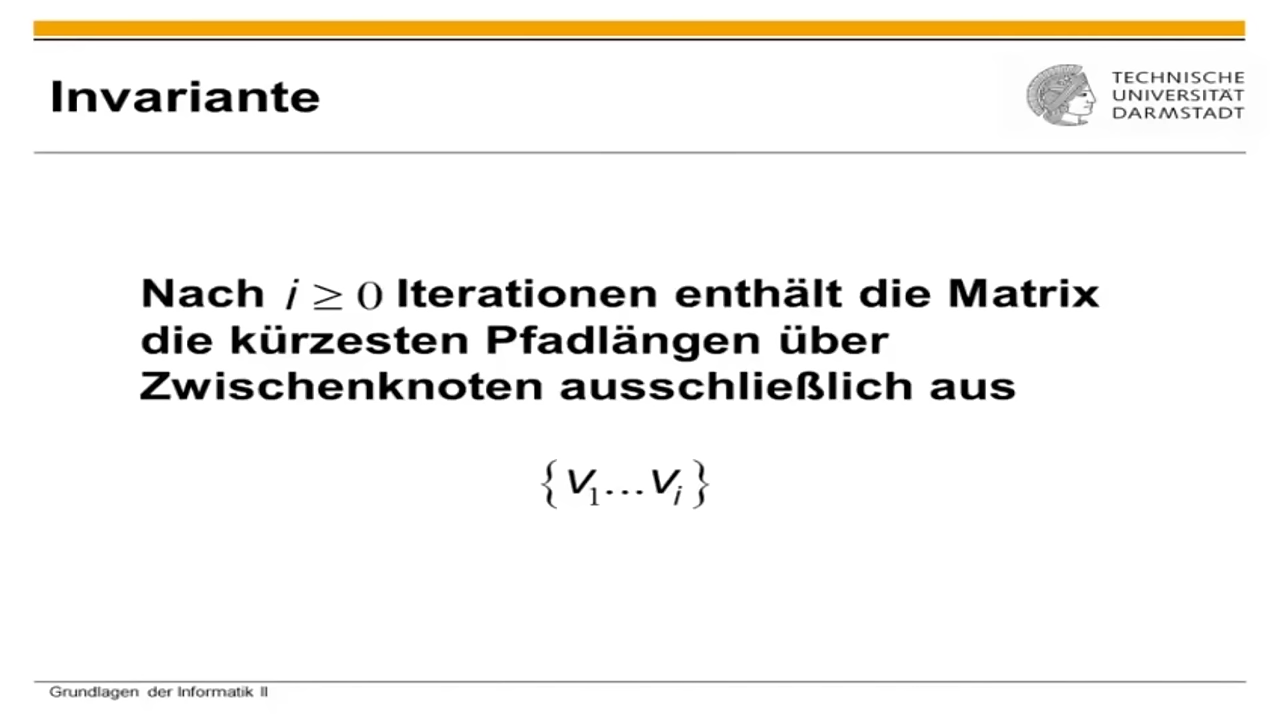 Invariante
TECHNISCHE
UNIVERSITÄT
DARMSTADT
Nach i ≥ 0 Iterationen enthält die Matrix
die kürzesten Pfadlängen über
Zwischenknoten ausschließlich aus
{V₁...Vᵢ}
Grundlagen der Informatik II